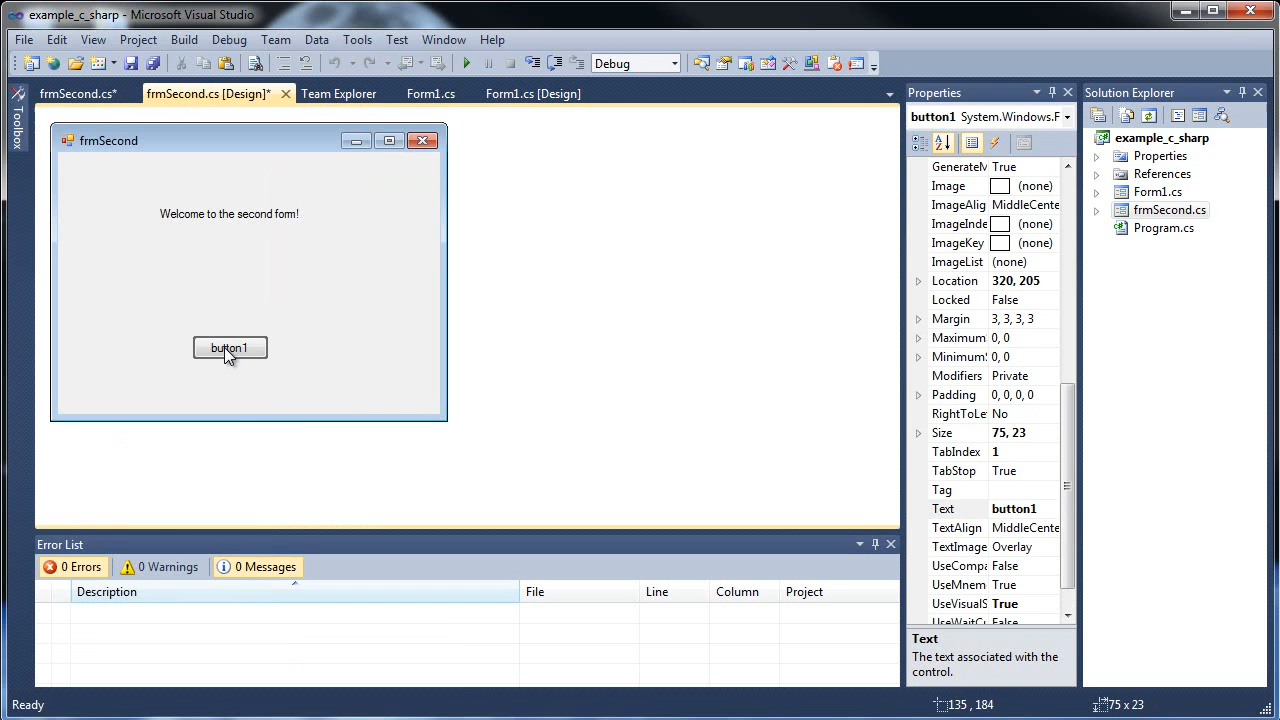 example_c_sharp - Microsoft Visual Studio
File Edit View Project Build Debug Team Data Tools Test Window Help
Debug
frmSecond.cs* frmSecond.cs [Design]* Team Explorer Form1.cs Form1.cs [Design]
Toolbox
frmSecond
Welcome to the second form!
button1
Error List
0 Errors 0 Warnings 0 Messages
Description File Line Column Project
Properties
button1 System.Windows.F
GenerateM True
Image (none)
ImageAlig MiddleCente
ImageInde (none)
ImageKey (none)
ImageList (none)
Location 320, 205
Locked False
Margin 3, 3, 3, 3
Maximum 0, 0
MinimumS 0, 0
Modifiers Private
Padding 0, 0, 0, 0
RightToLe No
Size 75, 23
TabIndex 1
TabStop True
Tag
Text button1
TextAlign MiddleCente
TextImage Overlay
UseCompa False
UseMnem True
UseVisualS True
UseWaitCu False
Text
The text associated with the
control.
Solution Explorer
example_c_sharp
Properties
References
Form1.cs
frmSecond.cs
Program.cs
Ready 135 , 184 75 x 23